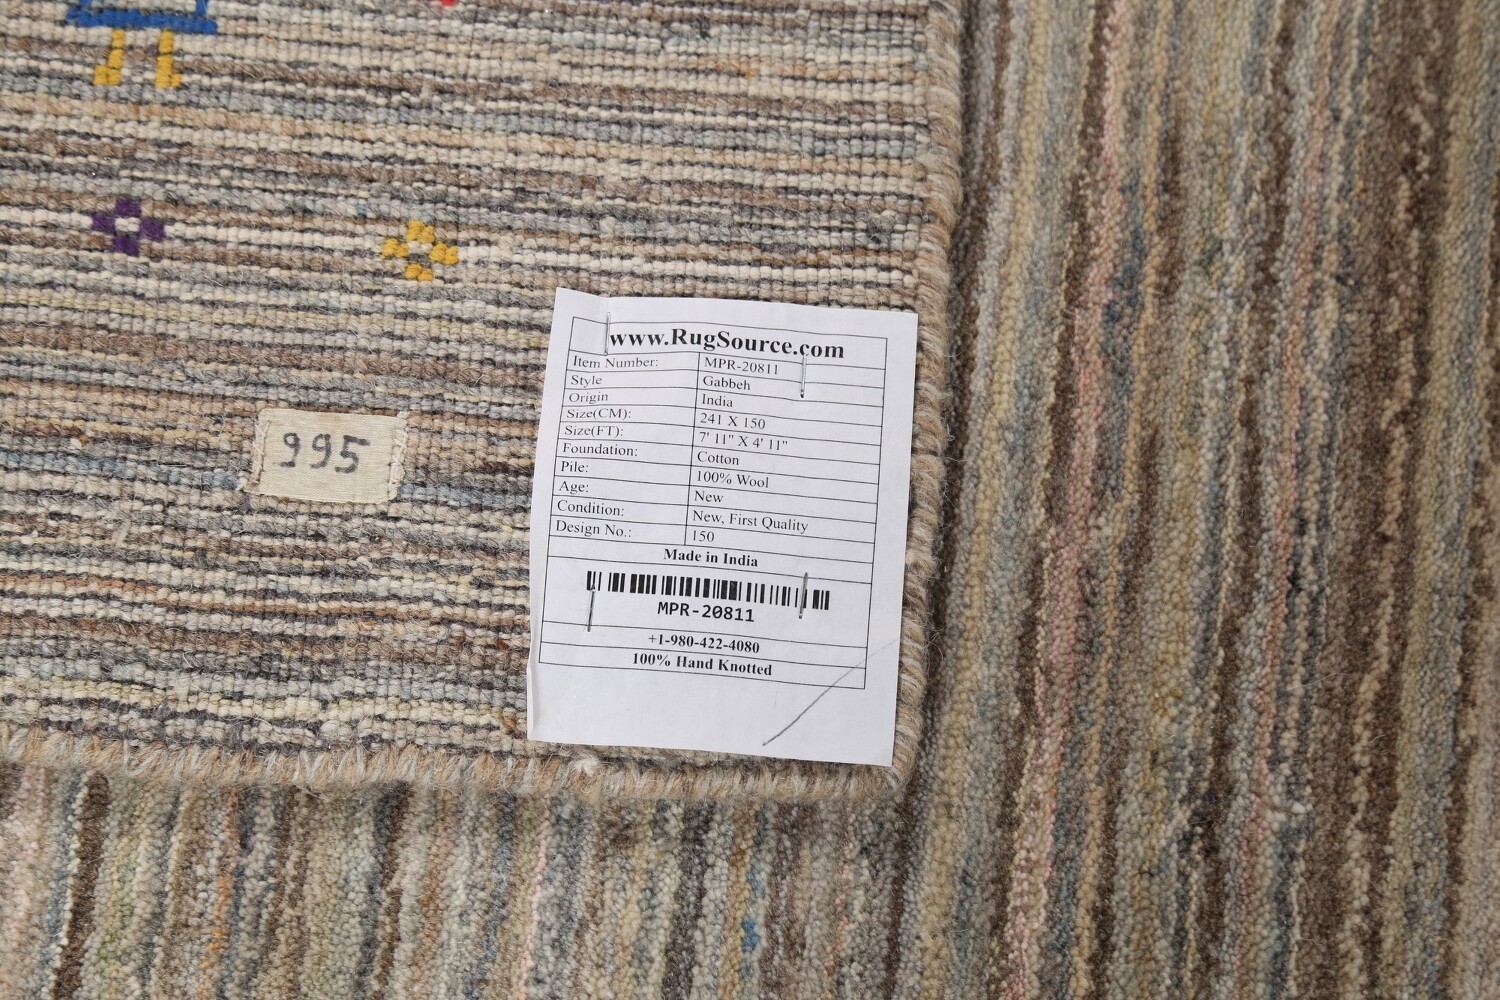 995
www.RugSource.com
Item Number: MPR-20811
Style Gabbeh
Origin India
Size(CM): 241 X 150
Size(FT): 7' 11" X 4' 11"
Foundation: Cotton
Pile: 100% Wool
Age: New
Condition: New, First Quality
Design No.: 150
Made in India
MPR-20811
+1-980-422-4080
100% Hand Knotted